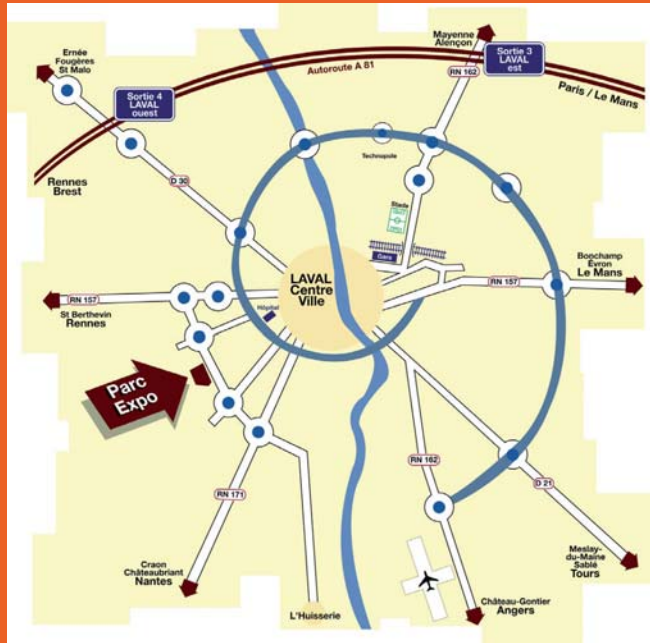 Ernée
Fougères
St Malo
Mayenne
Alençon
Sortie 3
LAVAL
est
RN 162
Autoroute A 81
Paris / Le Mans
Sortie 4
LAVAL
ouest
Technopole
Rennes
Brest
D 30
Stade
Gare
Bonchamp
Évron
Le Mans
LAVAL
Centre
Ville
RN 157
RN 157
St Berthevin
Rennes
Hôpital
Parc
Expo
RN 162
D 21
RN 171
Craon
Châteaubriant
Nantes
Meslay-
du-Maine
Sablé
Tours
Château-Gontier
Angers
L'Huisserie